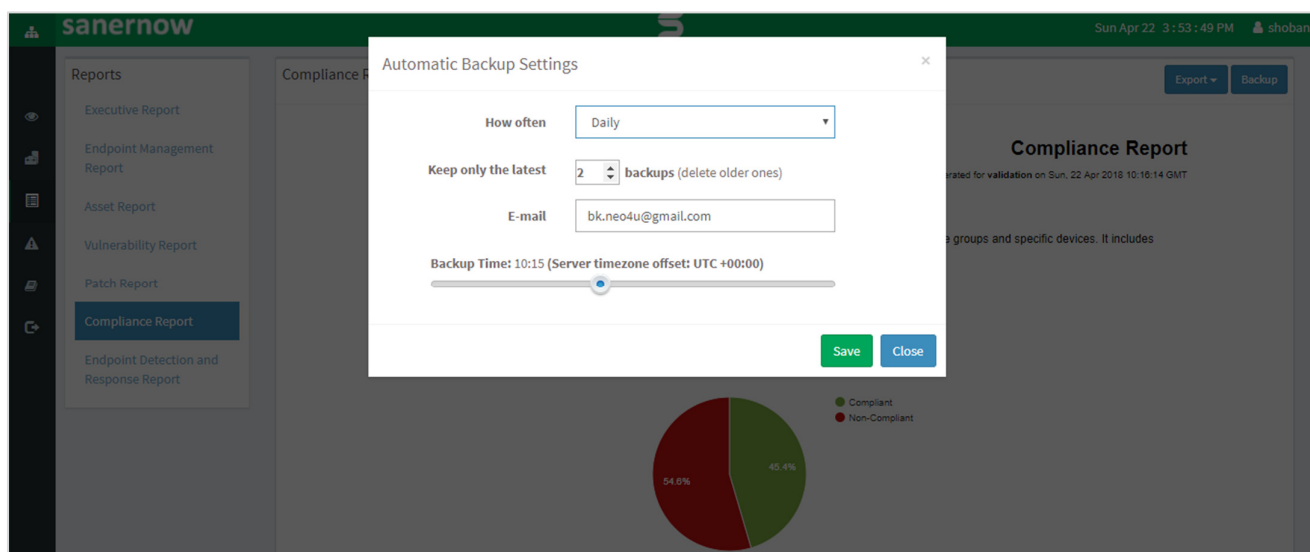 sanernow
Sun Apr 22 3 : 53 : 49 PM shoban
Reports
Executive Report
Endpoint Management
Report
Asset Report
Vulnerability Report
Patch Report
Compliance Report
Endpoint Detection and
Response Report
Compliance R
Export
Backup
Compliance Report
erated for validation on Sun, 22 Apr 2018 10:16:14 GMT
e groups and specific devices. It includes
Automatic Backup Settings
×
How often
Daily
Keep only the latest
2
backups (delete older ones)
E-mail
bk.neo4u@gmail.com
Backup Time: 10:15 (Server timezone offset: UTC +00:00)
Save
Close
Compliant
Non-Compliant
45.4%
54.6%